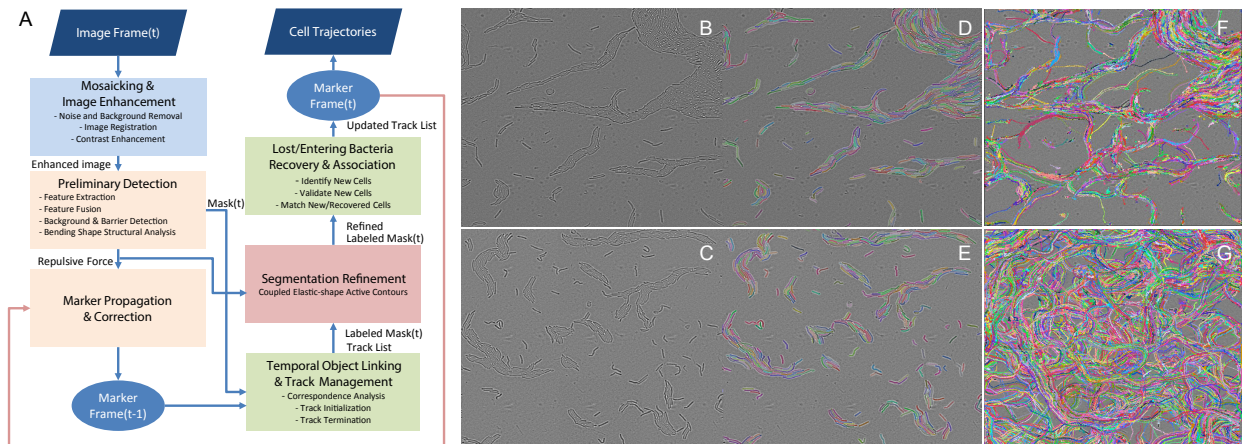 A
Image Frame(t)
Mosaicking &
Image Enhancement
- Noise and Background Removal
- Image Registration
- Contrast Enhancement
Enhanced image
Preliminary Detection
- Feature Extraction
- Feature Fusion
- Background & Barrier Detection
- Bending Shape Structural Analysis
Mask(t)
Repulsive Force
Marker Propagation
& Correction
Marker
Frame(t-1)
Cell Trajectories
Marker
Frame(t)
Updated Track List
Lost/Entering Bacteria
Recovery & Association
- Identify New Cells
- Validate New Cells
- Match New/Recovered Cells
Refined
Labeled Mask(t)
Segmentation Refinement
Coupled Elastic-shape Active Contours
Labeled Mask(t)
Track List
Temporal Object Linking
& Track Management
- Correspondence Analysis
- Track Initialization
- Track Termination
B
D
F
C
E
G